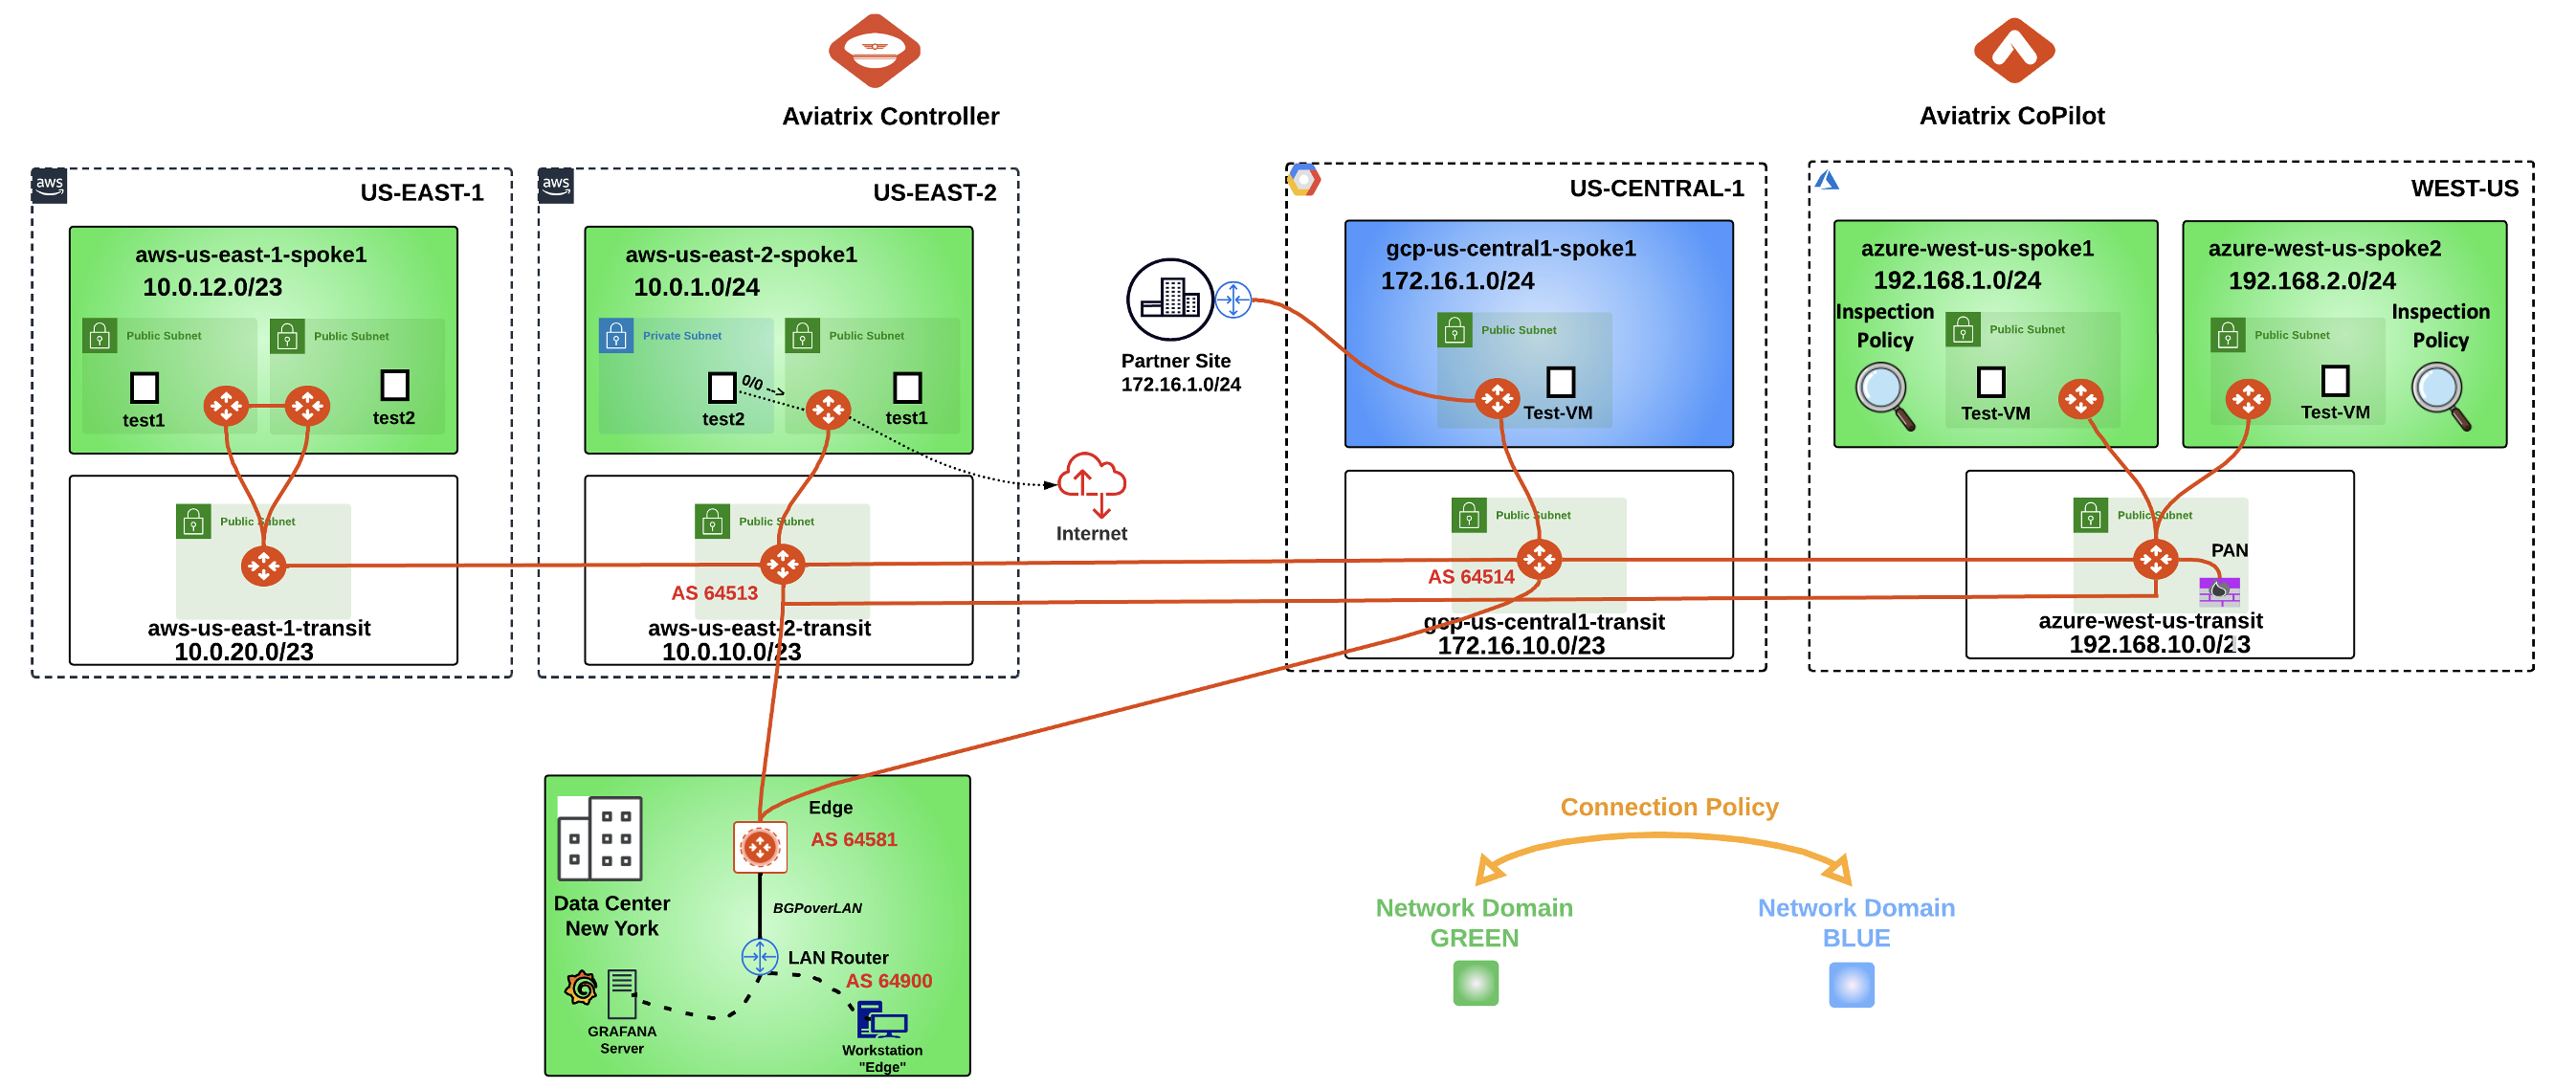 Aviatrix Controller
Aviatrix CoPilot
aws
US-EAST-1
aws-us-east-1-spoke1
10.0.12.0/23
Public Subnet
Public Subnet
test1
test2
Public Subnet
aws-us-east-1-transit
10.0.20.0/23
aws
US-EAST-2
aws-us-east-2-spoke1
10.0.1.0/24
Private Subnet
Public Subnet
0/0 -->
test2
test1
Public Subnet
AS 64513
aws-us-east-2-transit
10.0.10.0/23
Internet
Partner Site
172.16.1.0/24
US-CENTRAL-1
gcp-us-central1-spoke1
172.16.1.0/24
Public Subnet
Test-VM
Public Subnet
AS 64514
gcp-us-central1-transit
172.16.10.0/23
WEST-US
azure-west-us-spoke1
192.168.1.0/24
Inspection
Policy
Public Subnet
Test-VM
azure-west-us-spoke2
192.168.2.0/24
Inspection
Policy
Public Subnet
Test-VM
Public Subnet
PAN
azure-west-us-transit
192.168.10.0/23
Edge
AS 64581
Data Center
New York
BGPoverLAN
LAN Router
AS 64900
GRAFANA
Server
Workstation
"Edge"
Connection Policy
Network Domain
GREEN
Network Domain
BLUE